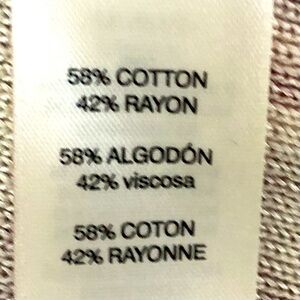 58% COTTON
42% RAYON
58% ALGODÓN
42% viscosa
58% COTON
42% RAYONNE